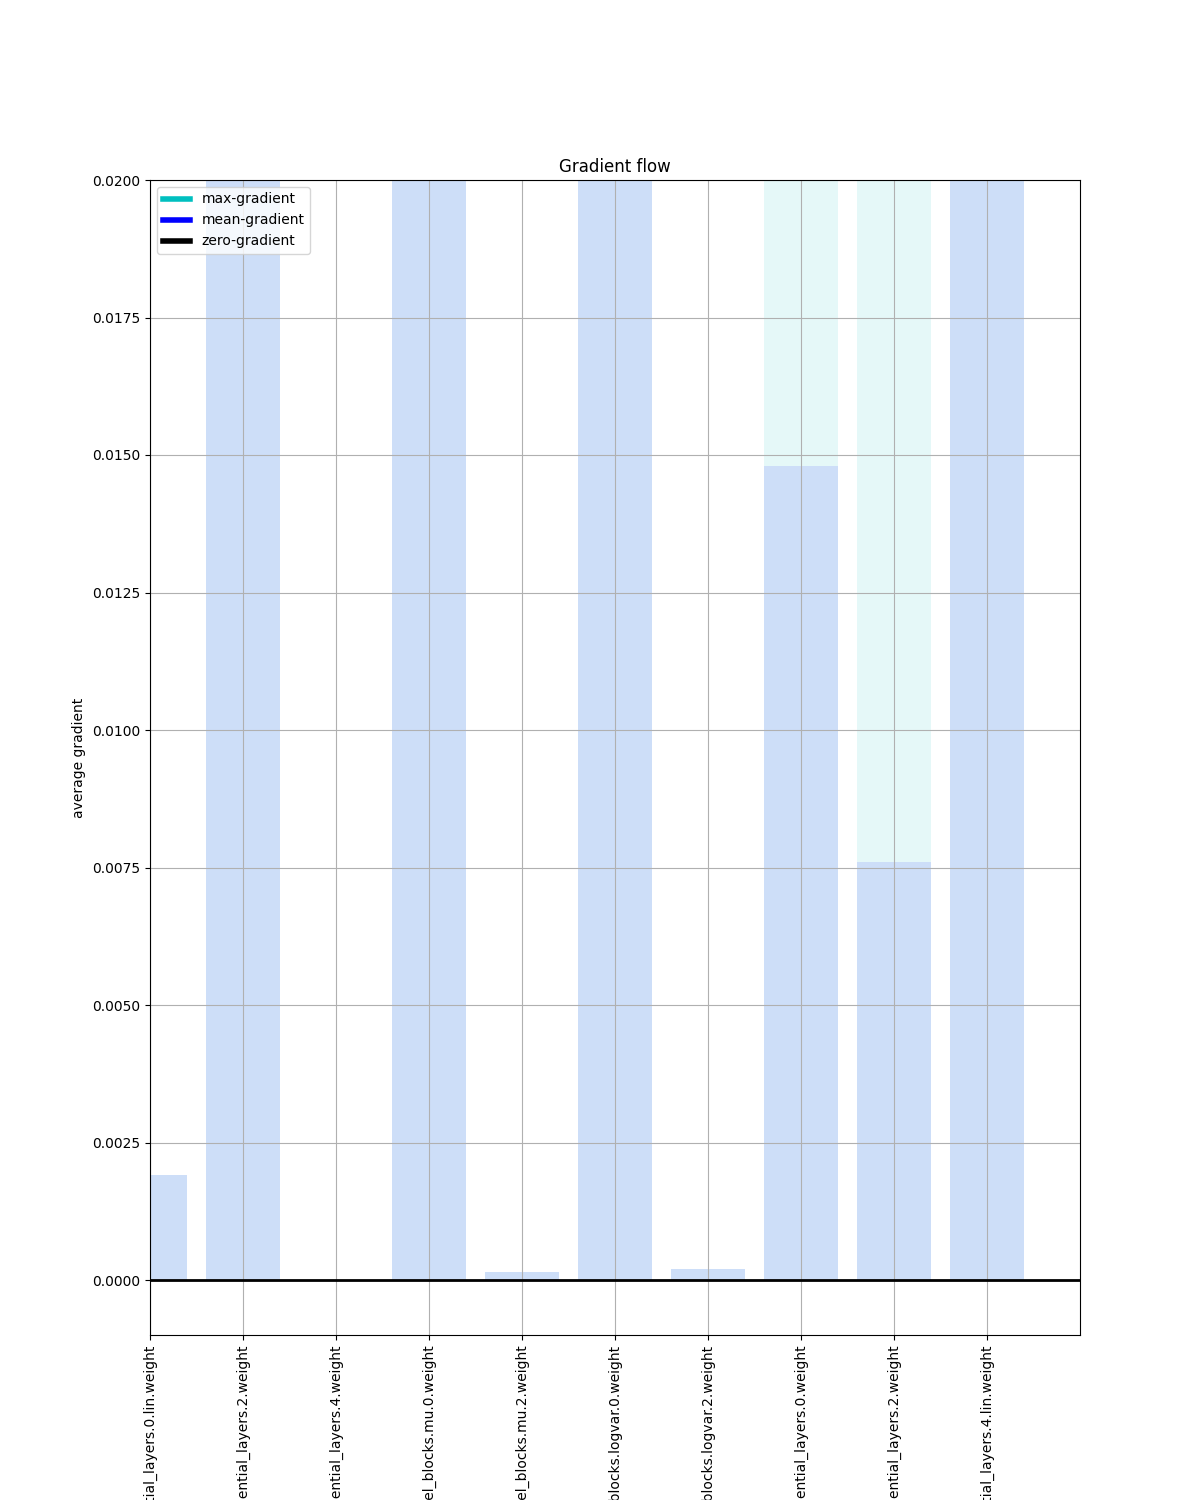 Gradient flow
max-gradient
mean-gradient
zero-gradient
0.0200
0.0175
0.0150
0.0125
0.0100
0.0075
0.0050
0.0025
0.0000
average gradient
tial_layers.0.lin.weight
ential_layers.2.weight
ential_layers.4.weight
el_blocks.mu.0.weight
el_blocks.mu.2.weight
blocks.logvar.0.weight
blocks.logvar.2.weight
ential_layers.0.weight
ential_layers.2.weight
tial_layers.4.lin.weight